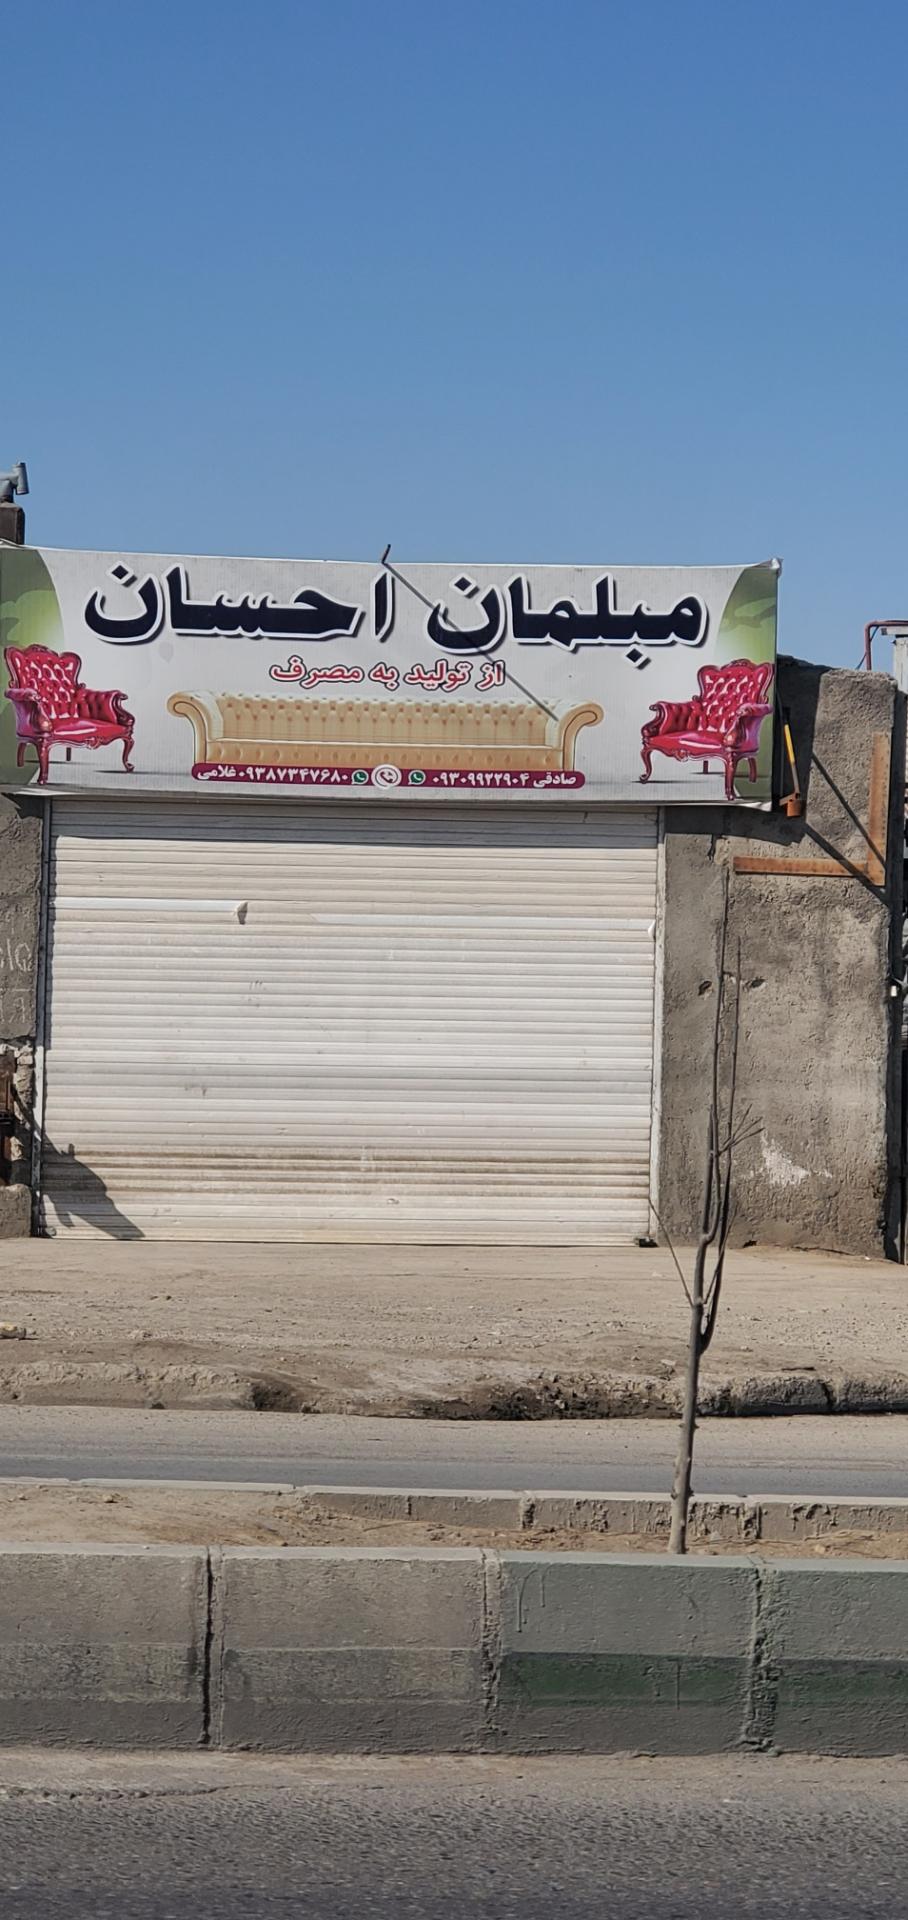 مبلمان احسان
از تولید به مصرف
صادقی ۰۹۳۰۹۹۲۲۹۰۴ ۰۹۳۸۷۳۴۷۶۸۰ غلامی